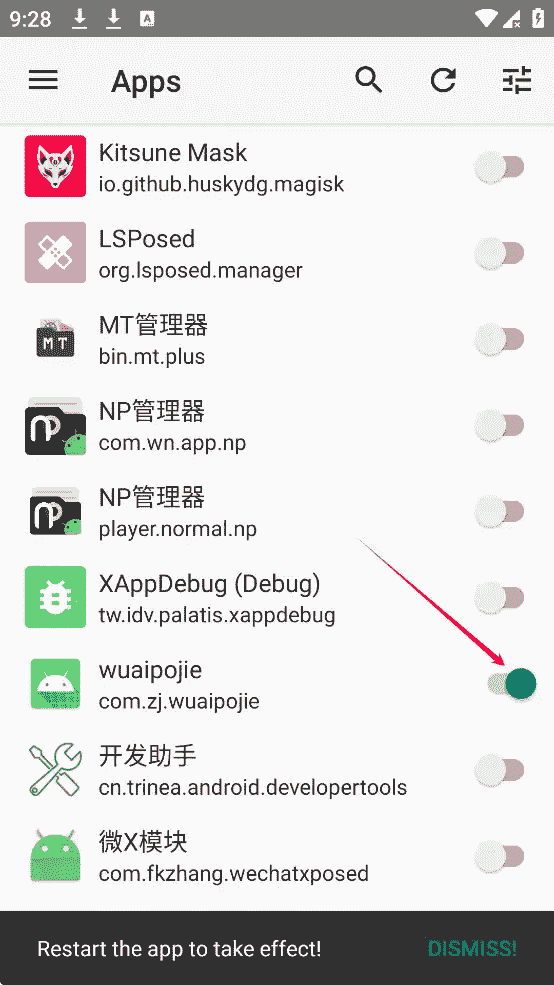 9:28
A
Apps
Kitsune Mask
io.github.huskydg.magisk
LSPosed
org.lsposed.manager
MT管理器
MT
bin.mt.plus
NP管理器
com.wn.app.np
NP管理器
player.normal.np
XAppDebug (Debug)
tw.idv.palatis.xappdebug
wuaipojie
com.zj.wuaipojie
开发助手
cn.trinea.android.developertools
微X模块
com.fkzhang.wechatxposed
Restart the app to take effect!
DISMISS!